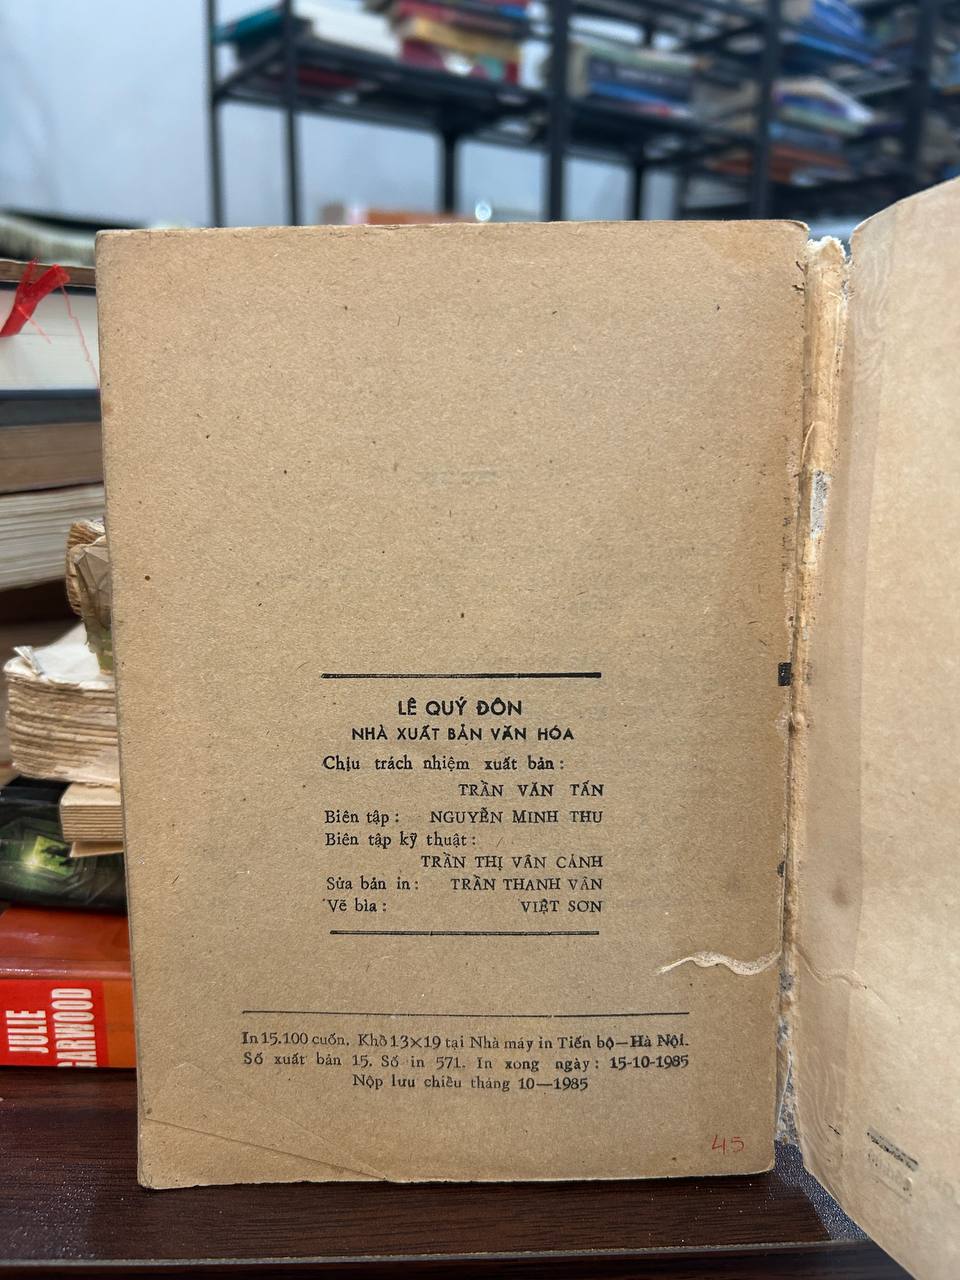 LÊ QUÝ ĐÔN
NHÀ XUẤT BẢN VĂN HÓA
Chịu trách nhiệm xuất bản :
TRẦN VĂN TẤN
Biên tập : NGUYỄN MINH THU
Biên tập kỹ thuật :
TRẦN THỊ VÂN CẢNH
Sửa bản in : TRẦN THANH VÂN
Vẽ bìa : VIỆT SƠN
In 15.100 cuốn. Khổ 13×19 tại Nhà máy in Tiến bộ—Hà Nội.
Số xuất bản 15. Số in 571. In xong ngày : 15-10-1985
Nộp lưu chiều tháng 10—1985
45
JULIE
GARWOOD